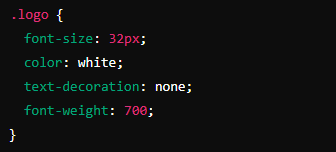 .logo {
  font-size: 32px;
  color: white;
  text-decoration: none;
  font-weight: 700;
}